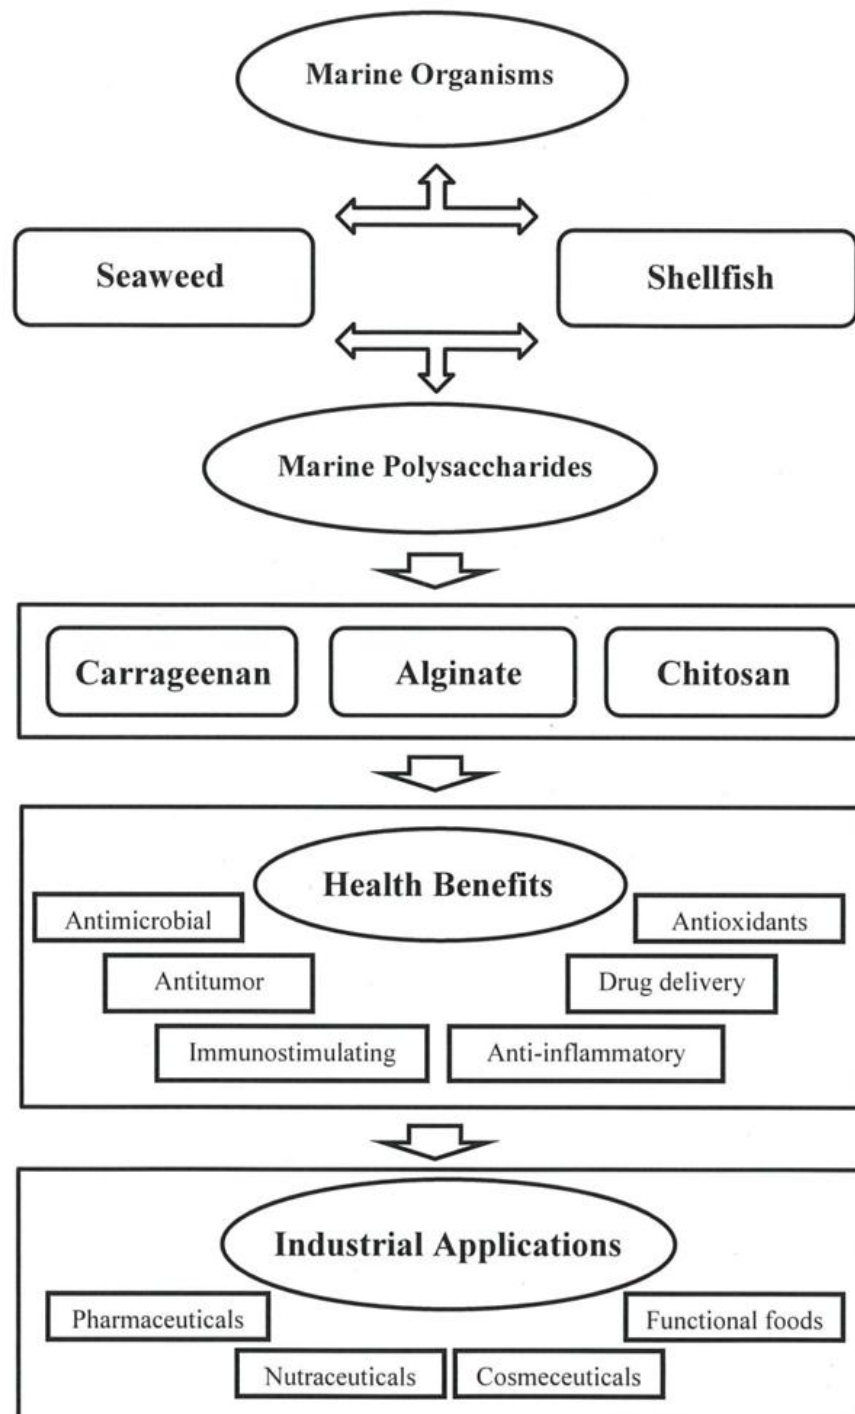 Marine Organisms
Seaweed
Shellfish
Marine Polysaccharides
Carrageenan
Alginate
Chitosan
Health Benefits
Antimicrobial
Antioxidants
Antitumor
Drug delivery
Immunostimulating
Anti-inflammatory
Industrial Applications
Pharmaceuticals
Functional foods
Nutraceuticals
Cosmeceuticals